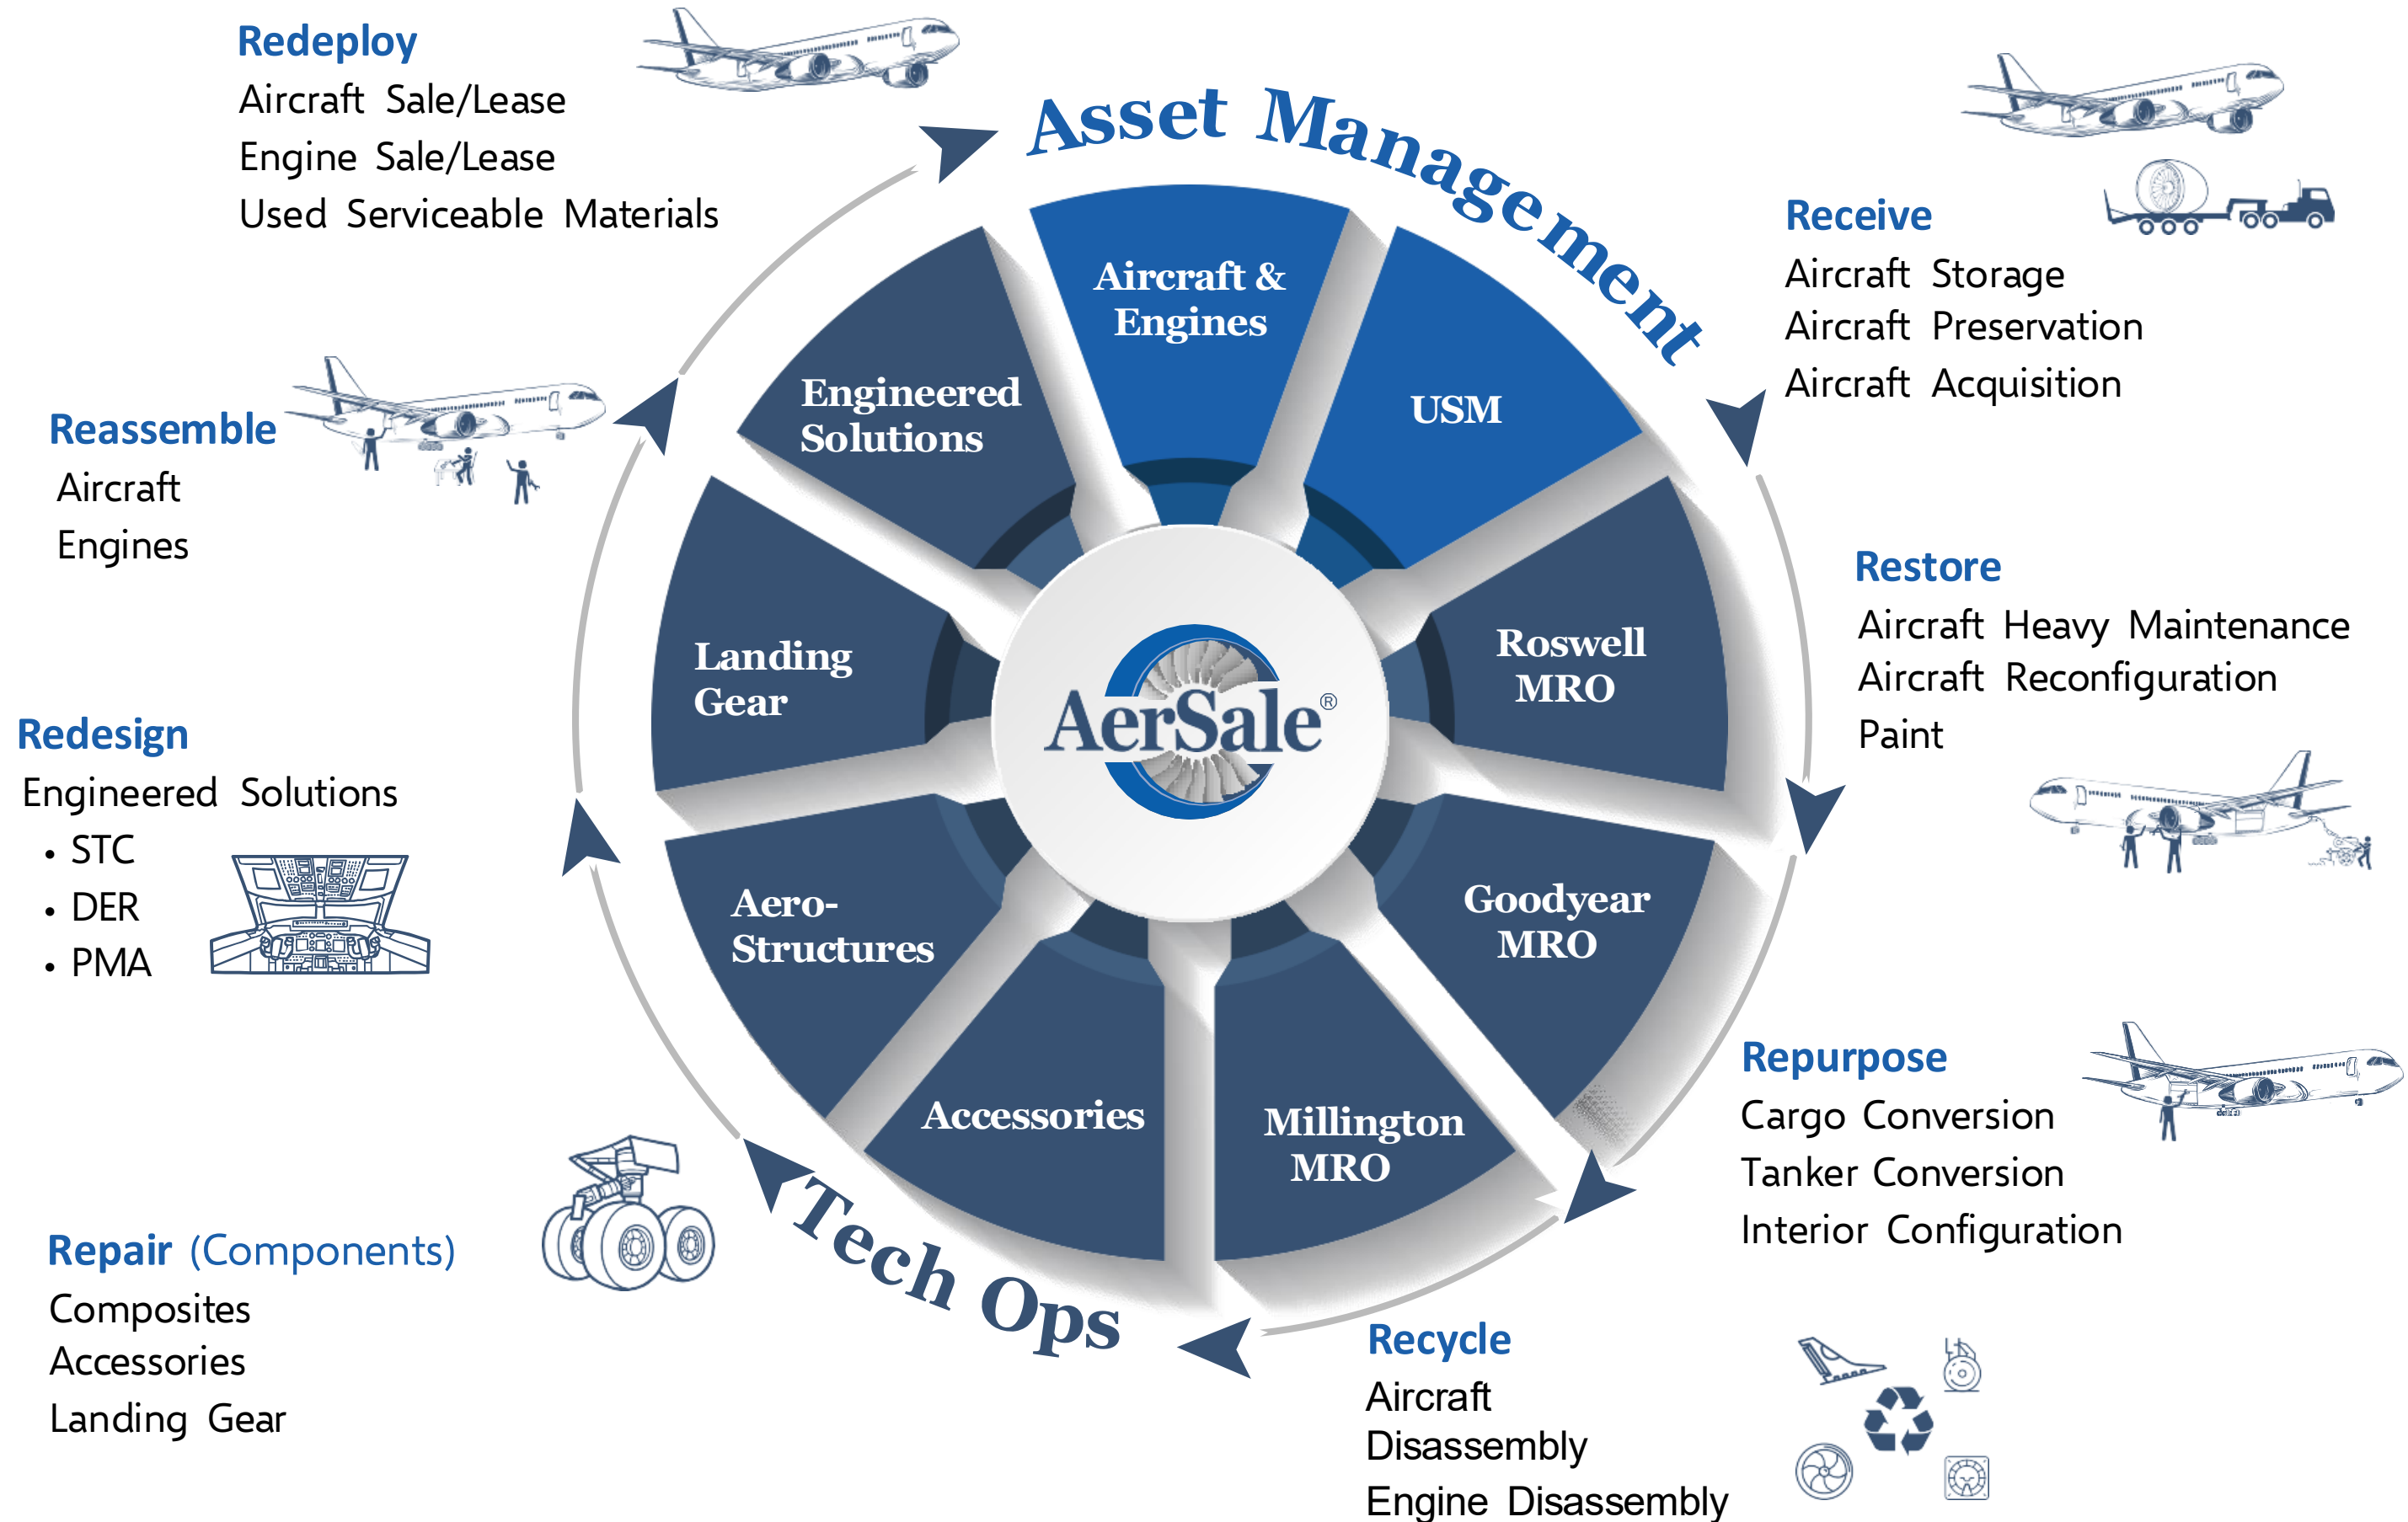 Redeploy
Aircraft Sale/Lease
Engine Sale/Lease
Used Serviceable Materials
Asset Management
Receive
Aircraft Storage
Aircraft Preservation
Aircraft Acquisition
Aircraft &
Engines
USM
Engineered
Solutions
Reassemble
Aircraft
Engines
Restore
Aircraft Heavy Maintenance
Aircraft Reconfiguration
Paint
Landing
Gear
Roswell
MRO
AerSale®
Redesign
Engineered Solutions
• STC
• DER
• PMA
Aero-
Structures
Goodyear
MRO
Accessories
Millington
MRO
Repurpose
Cargo Conversion
Tanker Conversion
Interior Configuration
Tech Ops
Repair (Components)
Composites
Accessories
Landing Gear
Recycle
Aircraft
Disassembly
Engine Disassembly